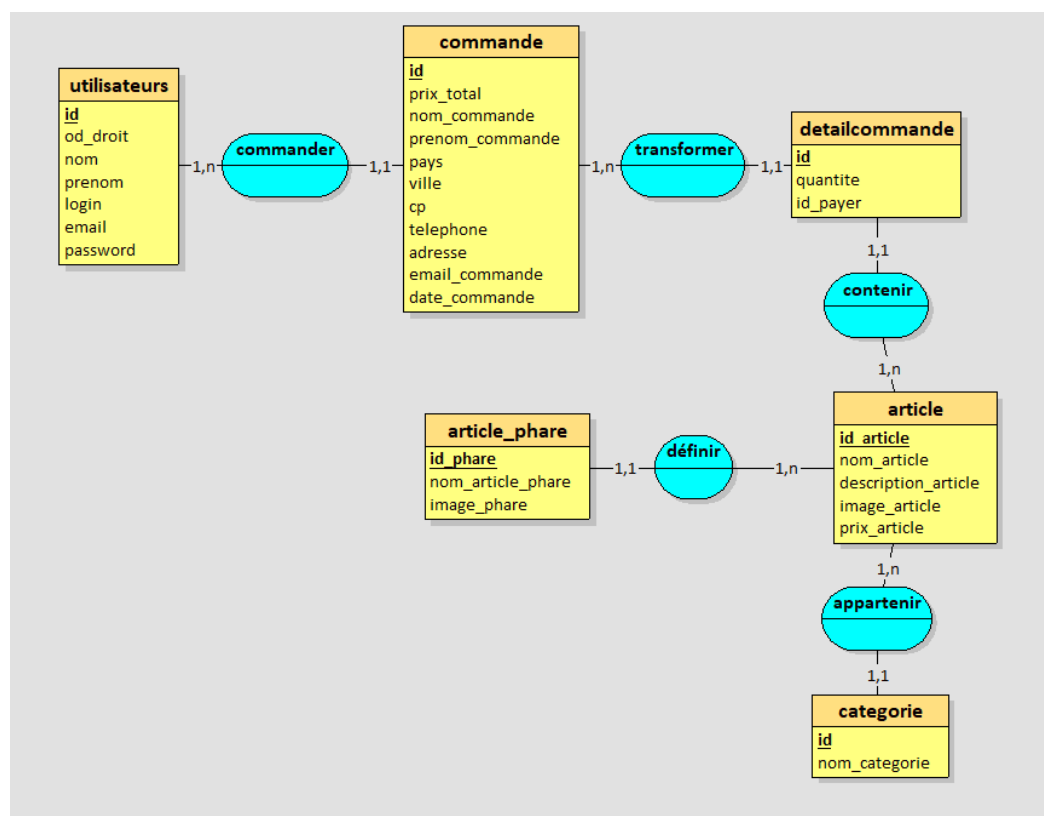 utilisateurs
id
od_droit
nom
prenom
login
email
password
1,n
commander
1,1
commande
id
prix_total
nom_commande
prenom_commande
pays
ville
cp
telephone
adresse
email_commande
date_commande
1,n
transformer
1,1
detailcommande
id
quantite
id_payer
1,1
contenir
1,n
article
id_article
nom_article
description_article
image_article
prix_article
article_phare
id_phare
nom_article_phare
image_phare
1,1
définir
1,n
1,n
appartenir
1,1
categorie
id
nom_categorie